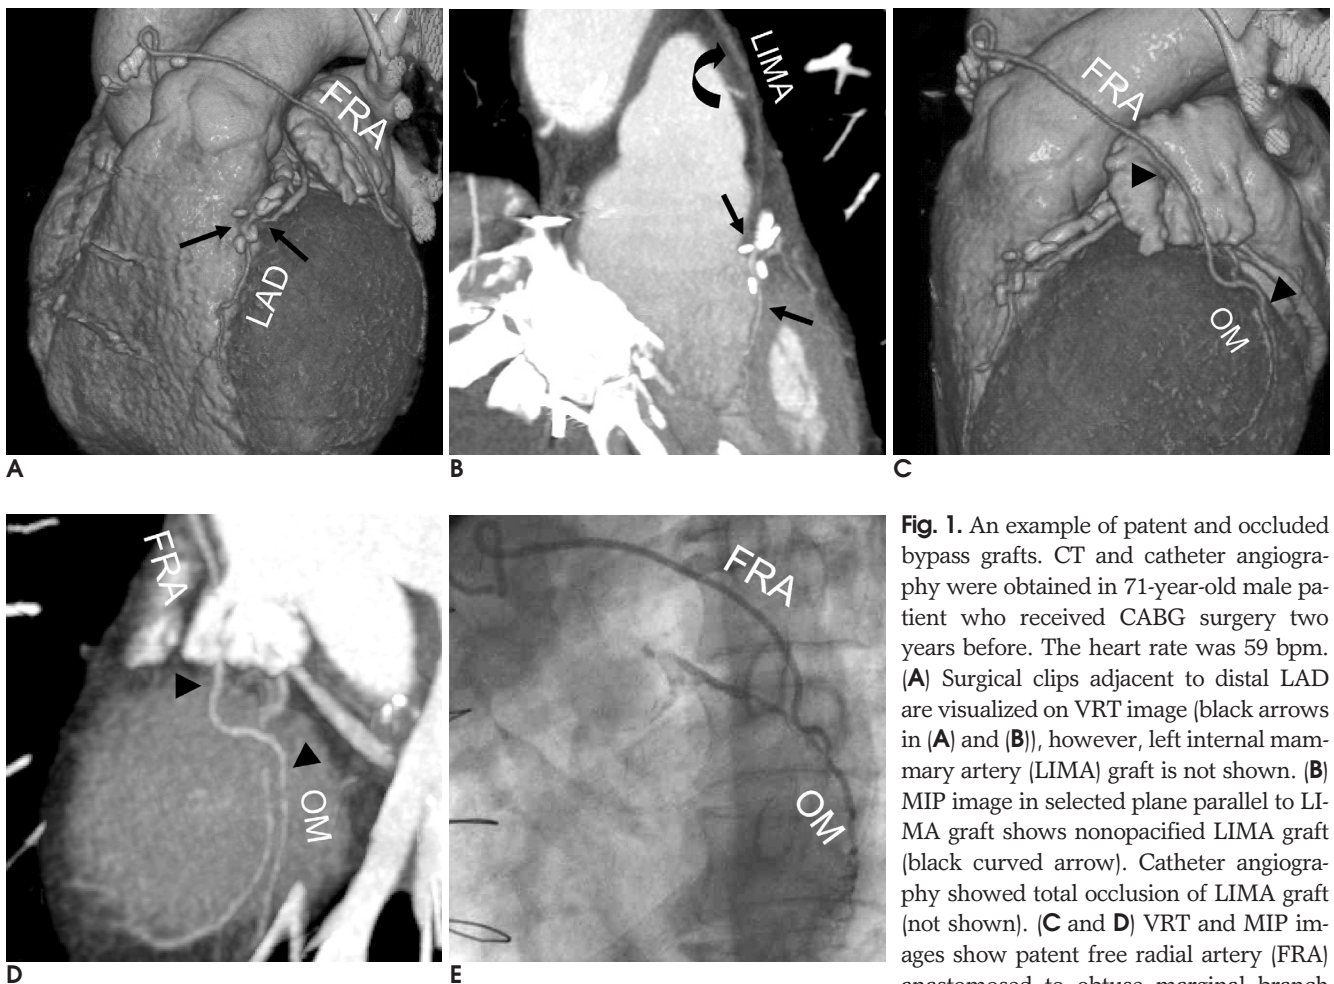 FRA
LAD
A
LIMA
B
FRA
OM
C
FRA
OM
D
FRA
OM
E
Fig. 1. An example of patent and occluded
bypass grafts. CT and catheter angiogra-
phy were obtained in 71-year-old male pa-
tient who received CABG surgery two
years before. The heart rate was 59 bpm.
(A) Surgical clips adjacent to distal LAD
are visualized on VRT image (black arrows
in (A) and (B)), however, left internal mam-
mary artery (LIMA) graft is not shown. (B)
MIP image in selected plane parallel to LI-
MA graft shows nonopacified LIMA graft
(black curved arrow). Catheter angiogra-
phy showed total occlusion of LIMA graft
(not shown). (C and D) VRT and MIP im-
ages show patent free radial artery (FRA)
anastomosed to obtuse marginal branch